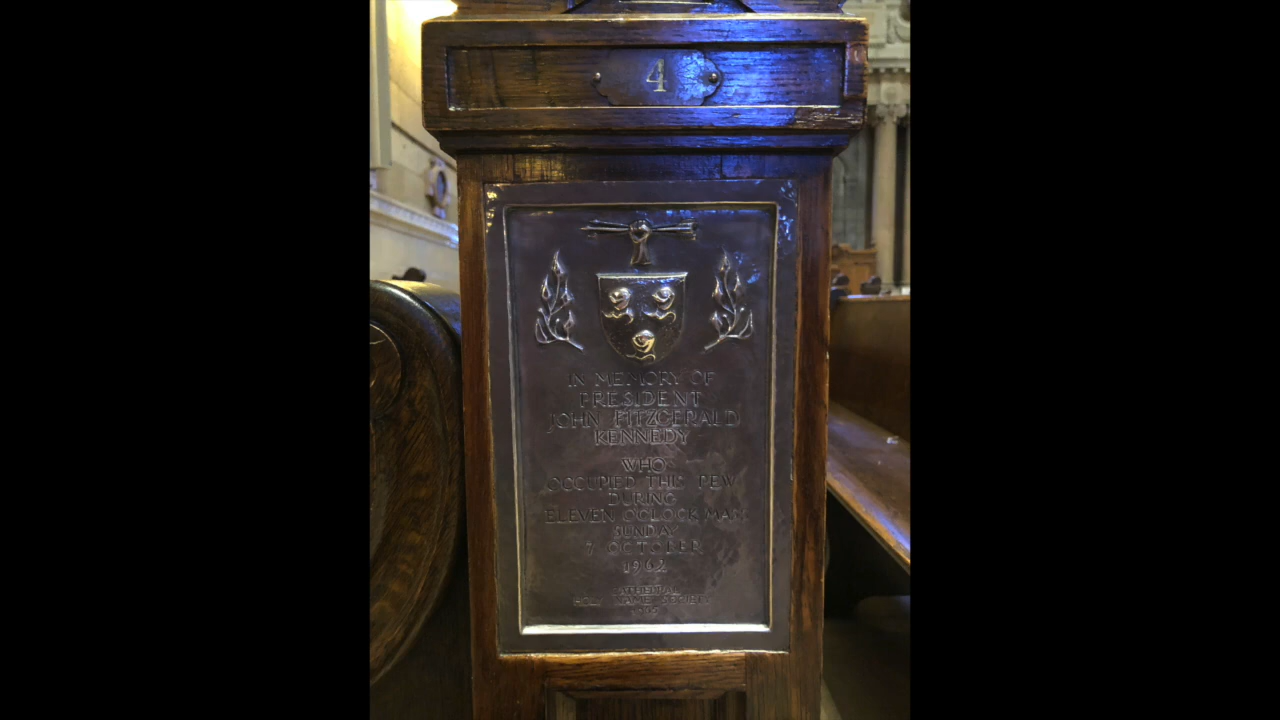 4
IN MEMORY OF
PRESIDENT
JOHN FITZGERALD
KENNEDY
WHO
OCCUPIED THIS PEW
DURING
ELEVEN OCLOCK MASS
SUNDAY
7 OCTOBER
1962
CATHEDRAL
HOLY NAME SOCIETY